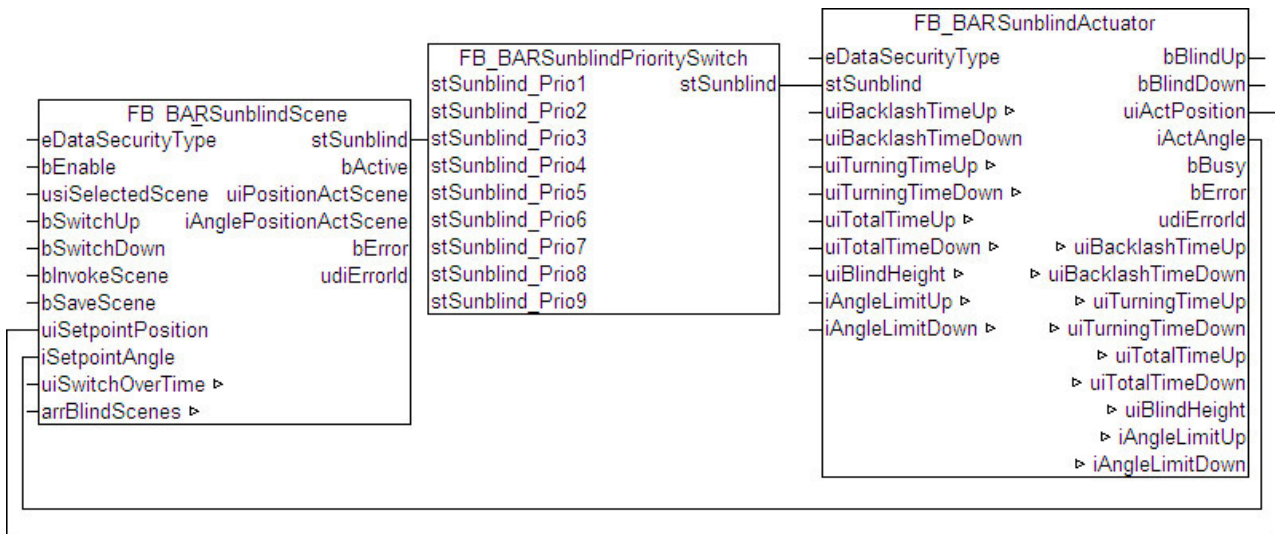 FB_BARSunblindScene
eDataSecurityType stSunblind
bEnable bActive
usiSelectedScene uiPositionActScene
bSwitchUp iAnglePositionActScene
bSwitchDown bError
bInvokeScene udiErrorId
bSaveScene
uiSetpointPosition
iSetpointAngle
uiSwitchOverTime ▹
arrBlindScenes ▹
FB_BARSunblindPrioritySwitch
stSunblind_Prio1 stSunblind
stSunblind_Prio2
stSunblind_Prio3
stSunblind_Prio4
stSunblind_Prio5
stSunblind_Prio6
stSunblind_Prio7
stSunblind_Prio8
stSunblind_Prio9
FB_BARSunblindActuator
eDataSecurityType bBlindUp
stSunblind bBlindDown
uiBacklashTimeUp ▹ uiActPosition
uiBacklashTimeDown iActAngle
uiTurningTimeUp ▹ bBusy
uiTurningTimeDown ▹ bError
uiTotalTimeUp ▹ udiErrorId
uiTotalTimeDown ▹ ▹ uiBacklashTimeUp
uiBlindHeight ▹ ▹ uiBacklashTimeDown
iAngleLimitUp ▹ ▹ uiTurningTimeUp
iAngleLimitDown ▹ ▹ uiTurningTimeDown
▹ uiTotalTimeUp
▹ uiTotalTimeDown
▹ uiBlindHeight
▹ iAngleLimitUp
▹ iAngleLimitDown